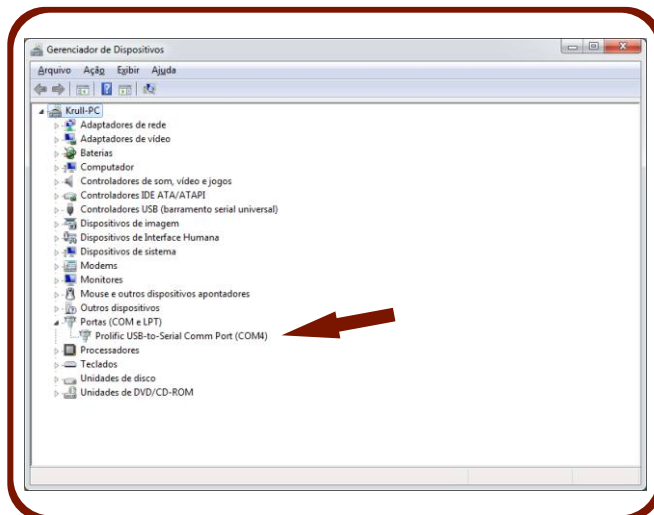 Gerenciador de Dispositivos
Arquivo Ação Exibir Ajuda
Krull-PC
Adaptadores de rede
Adaptadores de vídeo
Baterias
Computador
Controladores de som, vídeo e jogos
Controladores IDE ATA/ATAPI
Controladores USB (barramento serial universal)
Dispositivos de imagem
Dispositivos de Interface Humana
Dispositivos de sistema
Modems
Monitores
Mouse e outros dispositivos apontadores
Outros dispositivos
Portas (COM e LPT)
Prolific USB-to-Serial Comm Port (COM4)
Processadores
Teclados
Unidades de disco
Unidades de DVD/CD-ROM